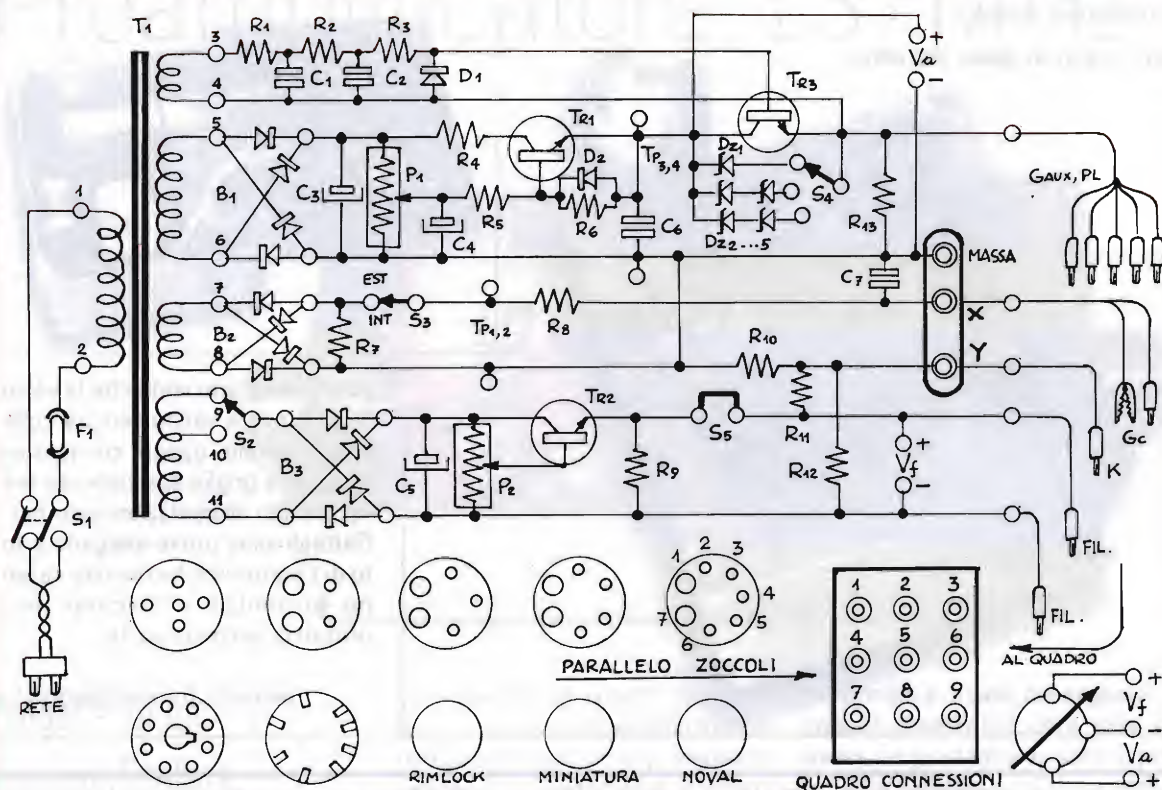 T1
3
R1
R2
R3
4
C1
C2
D1
TR3
+
Va
-
5
B1
6
C3
P1
R4
C4
R5
TR1
D2
R6
TP3,4
C6
DZ1
DZ2...5
S4
R13
GAUX, PL
1
2
7
B2
8
R7
EST
INT
S3
TP1,2
R8
C7
MASSA
X
Y
R10
R11
R12
9
S2
10
11
B3
C5
P2
TR2
R9
S5
+
Vf
-
GC
K
FIL.
FIL.
F1
S1
RETE
1
2
3
4
5
6
7
PARALLELO ZOCCOLI
1 2 3
4 5 6
7 8 9
AL QUADRO
+
Vf
-
Va
+
RIMLOCK
MINIATURA
NOVAL
QUADRO CONNESSIONI